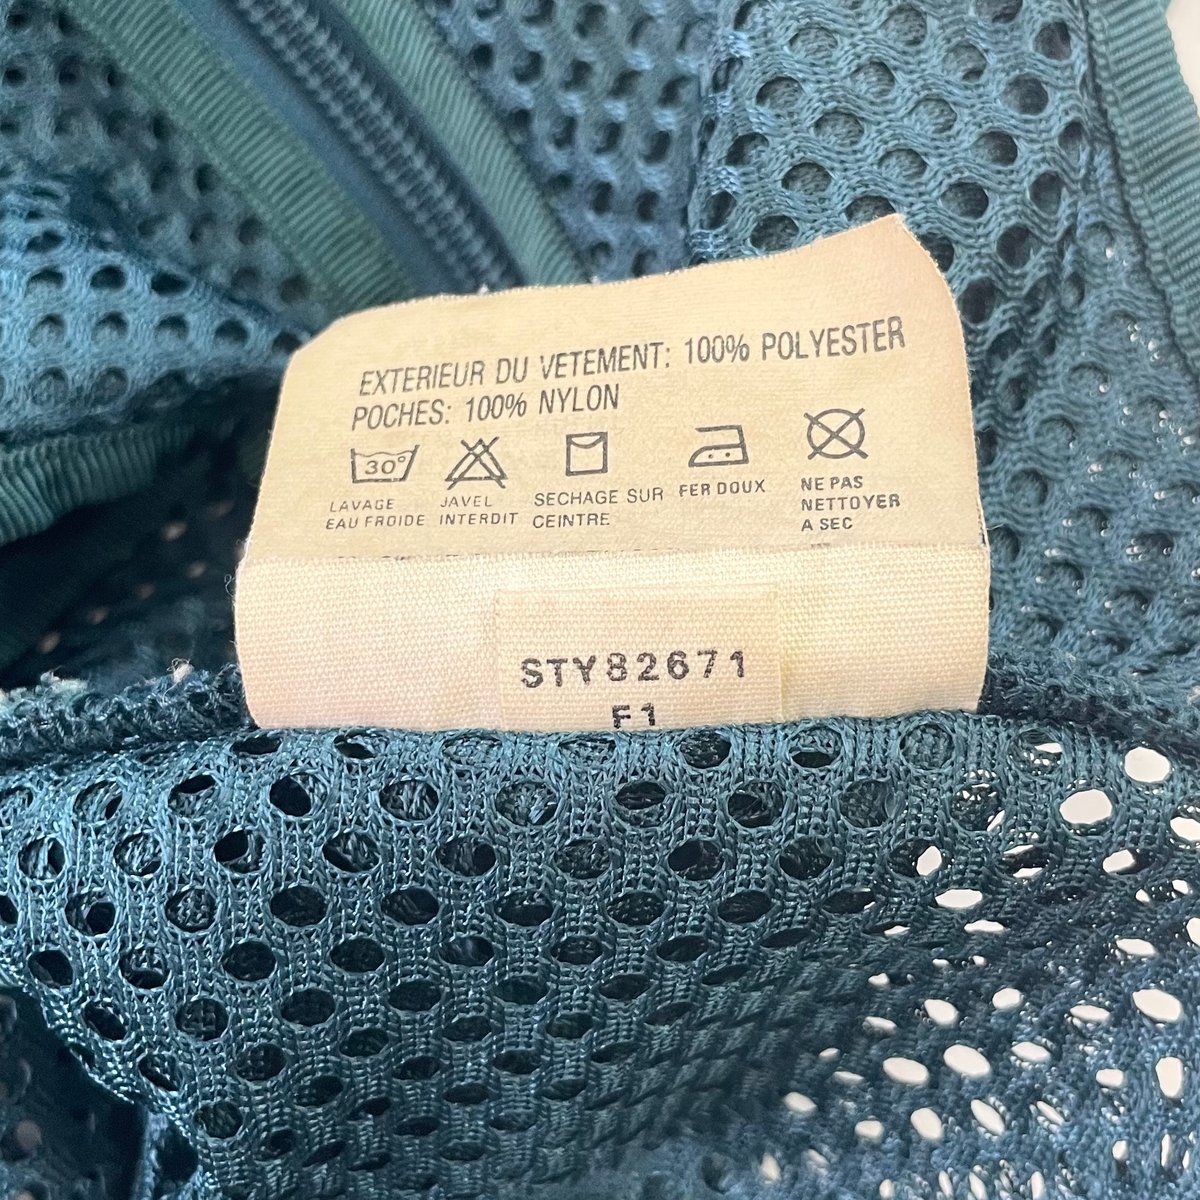 EXTERIEUR DU VETEMENT: 100% POLYESTER
POCHES: 100% NYLON
30°
LAVAGE
EAU FROIDE
JAVEL
INTERDIT
SECHAGE SUR
CEINTRE
FER DOUX
NE PAS
NETTOYER
A SEC
STY82671
F1